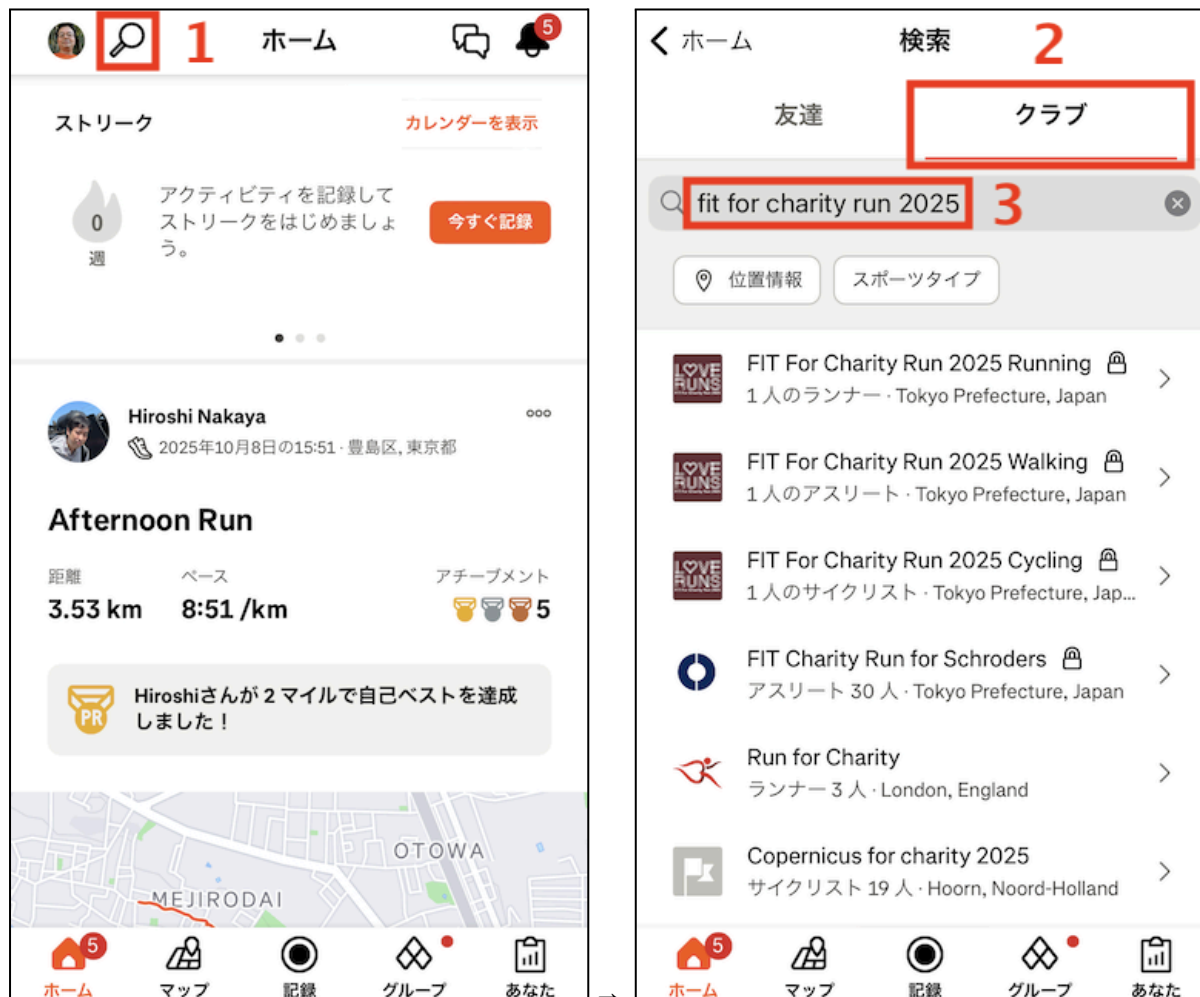 1
ホーム
5
ストリーク
カレンダーを表示
0
週
アクティビティを記録して
ストリークをはじめましょ
う。
今すぐ記録
Hiroshi Nakaya
2025年10月8日の15:51 · 豊島区, 東京都
Afternoon Run
距離
ペース
アチーブメント
3.53 km
8:51 /km
5
PR
Hiroshiさんが 2 マイルで自己ベストを達成
しました！
OTOWA
MEJIRODAI
5
ホーム
マップ
記録
グループ
あなた
→
ホーム
検索
2
友達
クラブ
fit for charity run 2025
3
位置情報
スポーツタイプ
LOVE
RUNS
FIT For Charity Run 2025 Running
1 人のランナー · Tokyo Prefecture, Japan
LOVE
RUNS
FIT For Charity Run 2025 Walking
1 人のアスリート · Tokyo Prefecture, Japan
LOVE
RUNS
FIT For Charity Run 2025 Cycling
1 人のサイクリスト · Tokyo Prefecture, Jap...
FIT Charity Run for Schroders
アスリート 30 人 · Tokyo Prefecture, Japan
Run for Charity
ランナー 3 人 · London, England
Copernicus for charity 2025
サイクリスト 19 人 · Hoorn, Noord-Holland
5
ホーム
マップ
記録
グループ
あなた